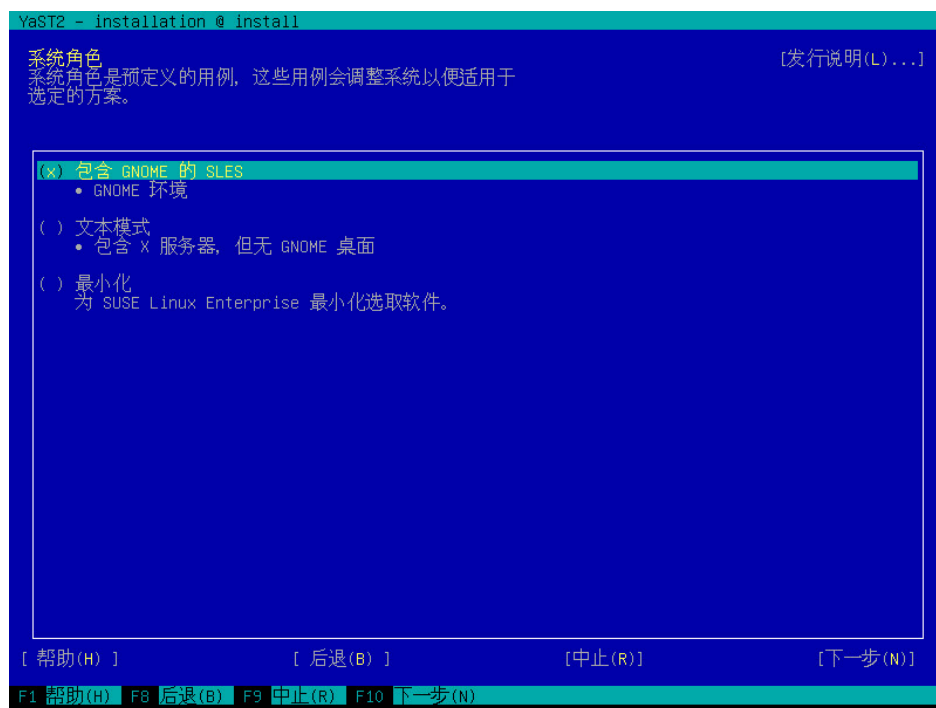 YaST2 - installation @ install
系统角色
[发行说明(L)...]
系统角色是预定义的用例, 这些用例会调整系统以便适用于
选定的方案。
(x) 包含 GNOME 的 SLES
• GNOME 环境
( ) 文本模式
• 包含 X 服务器, 但无 GNOME 桌面
( ) 最小化
为 SUSE Linux Enterprise 最小化选取软件。
[ 帮助(H) ] [ 后退(B) ] [中止(R)] [下一步(N)]
F1 帮助(H) F8 后退(B) F9 中止(R) F10 下一步(N)